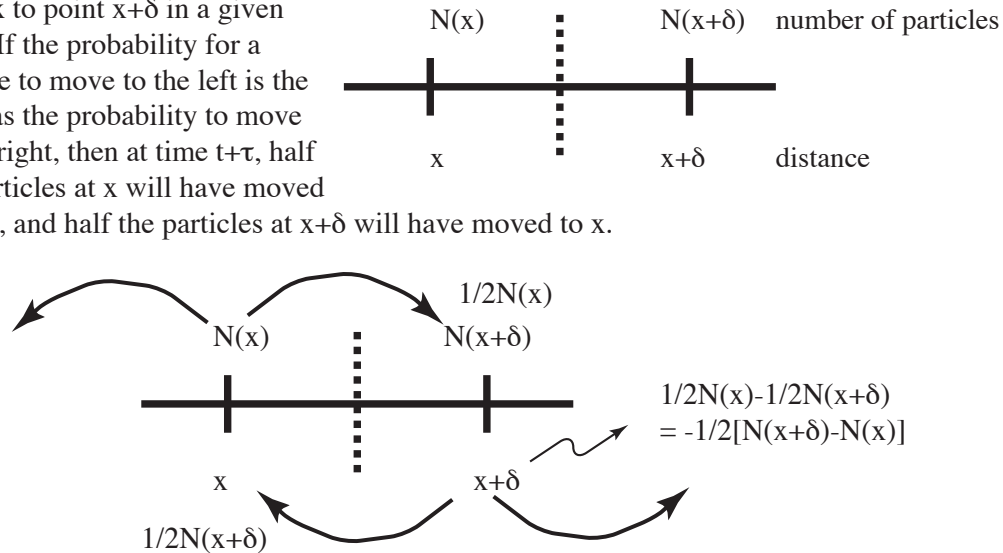 to point x+δ in a given
If the probability for a
to move to the left is the
as the probability to move
right, then at time t+τ, half
at x will have moved
, and half the particles at x+δ will have moved to x.
N(x) N(x+δ) number of particles
x x+δ distance
1/2N(x)
N(x) N(x+δ)
1/2N(x)-1/2N(x+δ)
= -1/2[N(x+δ)-N(x)]
x x+δ
1/2N(x+δ)